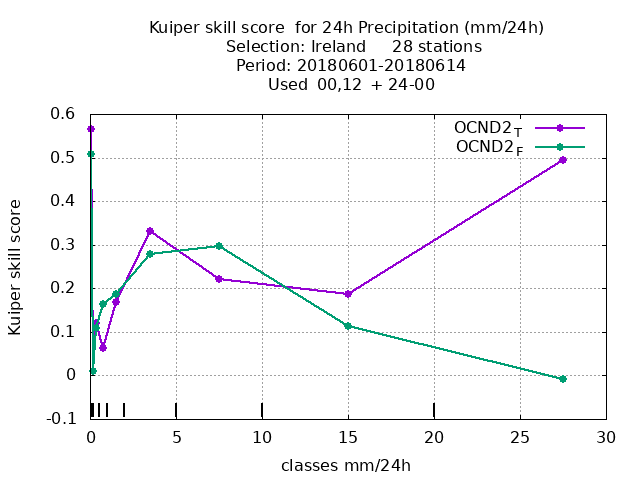 Kuiper skill score  for 24h Precipitation (mm/24h)
Selection: Ireland     28 stations
Period: 20180601-20180614
Used  00,12  + 24-00
OCND2T
OCND2F
0.6
0.5
0.4
0.3
0.2
0.1
0
-0.1
Kuiper skill score
0 5 10 15 20 25 30
classes mm/24h